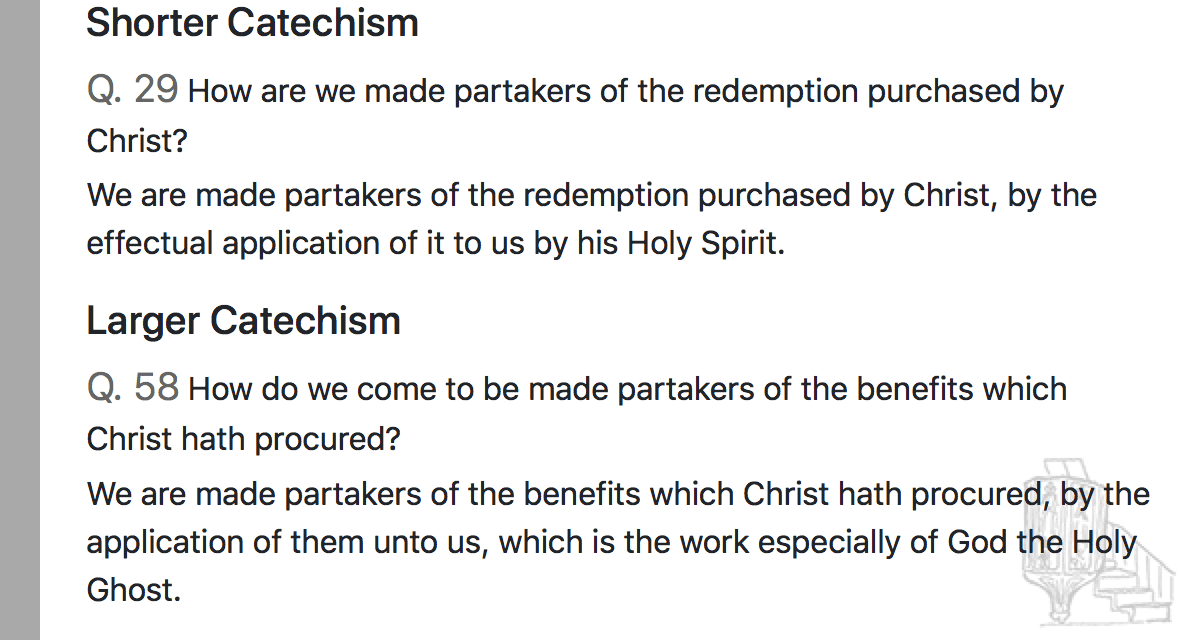 Shorter Catechism
Q. 29 How are we made partakers of the redemption purchased by
Christ?
We are made partakers of the redemption purchased by Christ, by the
effectual application of it to us by his Holy Spirit.
Larger Catechism
Q. 58 How do we come to be made partakers of the benefits which
Christ hath procured?
We are made partakers of the benefits which Christ hath procured, by the
application of them unto us, which is the work especially of God the Holy
Ghost.